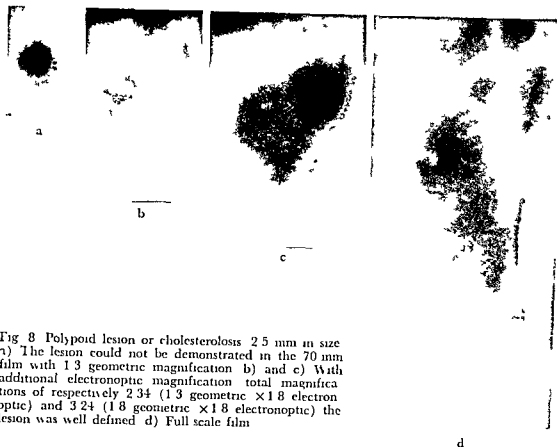 a
b
c
d
Fig 8 Polypoid lesion or cholesterolosis 2 5 mm in size
a) The lesion could not be demonstrated in the 70 mm
film with 1 3 geometric magnification b) and c) With
additional electronoptic magnification total magnifica
tions of respectively 2 34 (1 3 geometric ×1 8 electron
optic) and 3 24 (1 8 geometric ×1 8 electronoptic) the
lesion was well defined d) Full scale film